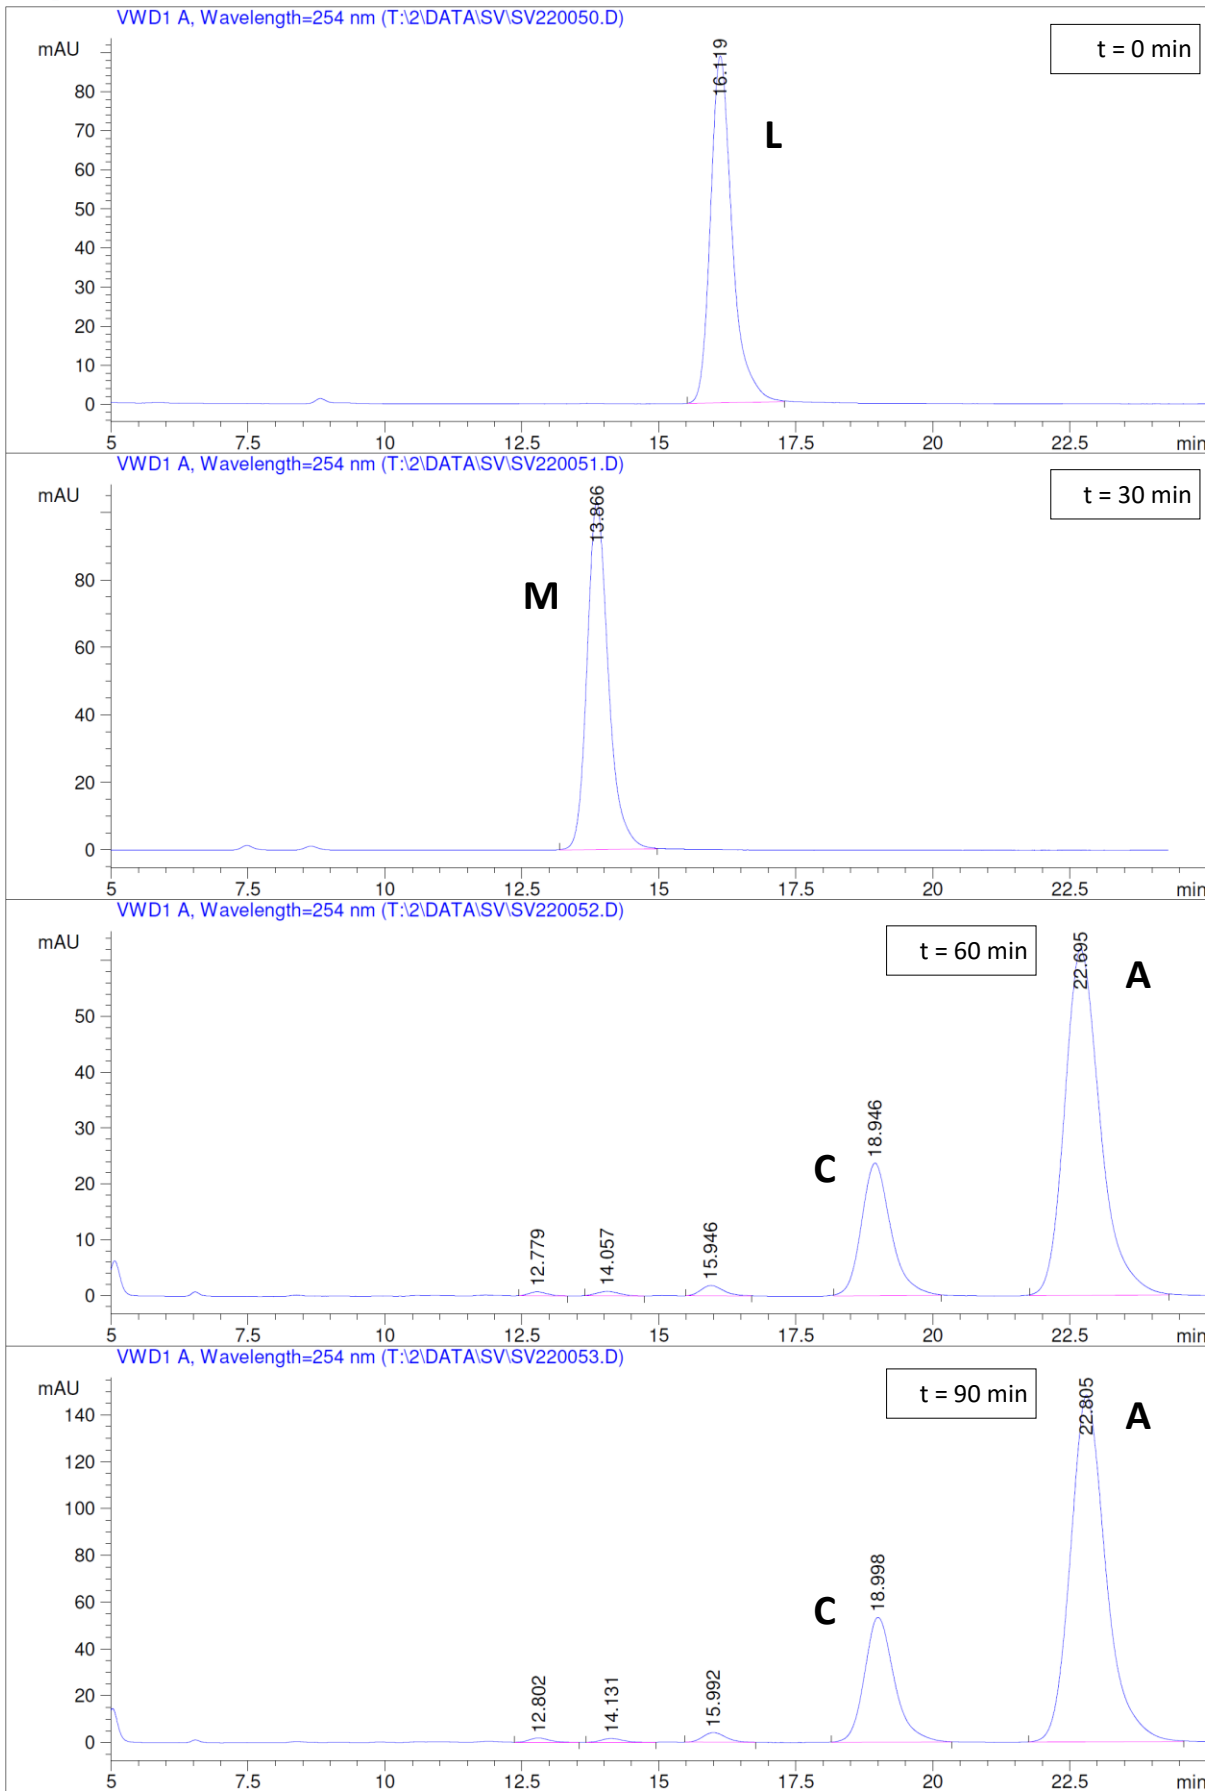 VWD1 A, Wavelength=254 nm (T:\2\DATA\SV\SV220050.D)
mAU
t = 0 min
16.119
L
80
70
60
50
40
30
20
10
0
5 7.5 10 12.5 15 17.5 20 22.5 min
VWD1 A, Wavelength=254 nm (T:\2\DATA\SV\SV220051.D)
mAU
t = 30 min
13.866
M
80
60
40
20
0
5 7.5 10 12.5 15 17.5 20 22.5 min
VWD1 A, Wavelength=254 nm (T:\2\DATA\SV\SV220052.D)
mAU
t = 60 min
22.695
A
50
40
30
20
10
0
18.946
C
12.779
14.057
15.946
5 7.5 10 12.5 15 17.5 20 22.5 min
VWD1 A, Wavelength=254 nm (T:\2\DATA\SV\SV220053.D)
mAU
t = 90 min
22.805
A
140
120
100
80
60
40
20
0
18.998
C
12.802
14.131
15.992
5 7.5 10 12.5 15 17.5 20 22.5 min